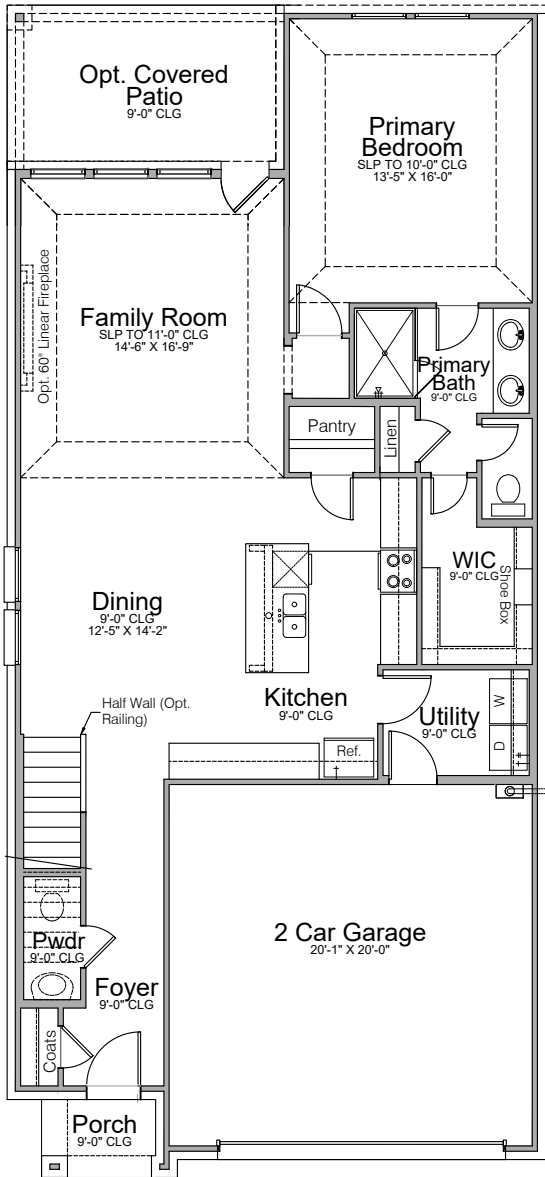 Opt. Covered
Patio
9'-0" CLG
Primary
Bedroom
SLP TO 10'-0" CLG
13'-5" X 16'-0"
Opt. 60" Linear Fireplace
Family Room
SLP TO 11'-0" CLG
14'-6" X 16'-9"
Primary
Bath
9'-0" CLG
Pantry
Linen
WIC
9'-0" CLG
Shoe Box
Dining
9'-0" CLG
12'-5" X 14'-2"
Kitchen
9'-0" CLG
Half Wall (Opt.
Railing)
Utility
9'-0" CLG
W
D
Ref.
2 Car Garage
20'-1" X 20'-0"
Pwdr
9'-0" CLG
Foyer
9'-0" CLG
Coats
Porch
9'-0" CLG